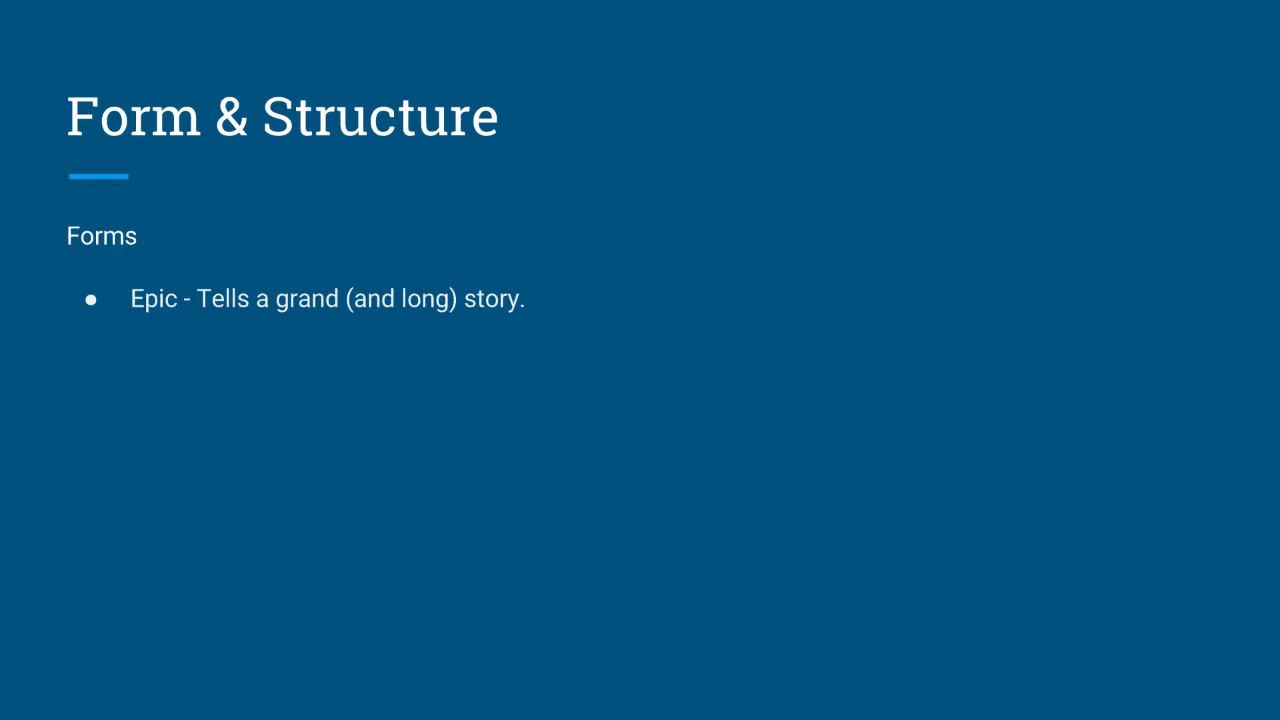 Form & Structure
Forms
● Epic - Tells a grand (and long) story.